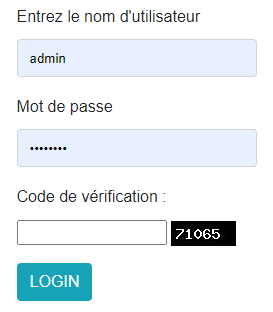 Entrez le nom d'utilisateur
admin
Mot de passe
••••••••
Code de vérification :
71065
LOGIN